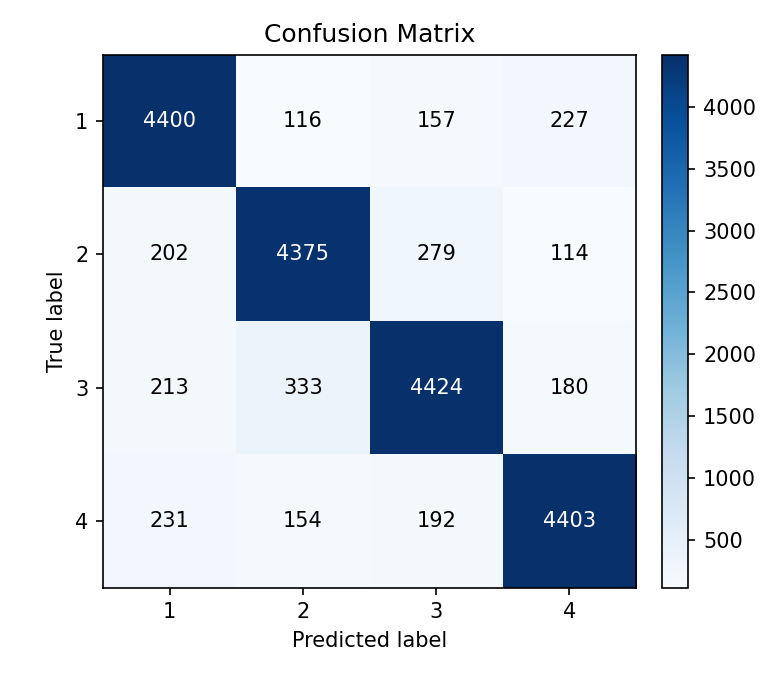 Confusion Matrix
1 4400 116 157 227
2 202 4375 279 114
3 213 333 4424 180
4 231 154 192 4403
1 2 3 4
Predicted label
True label
4000
3500
3000
2500
2000
1500
1000
500